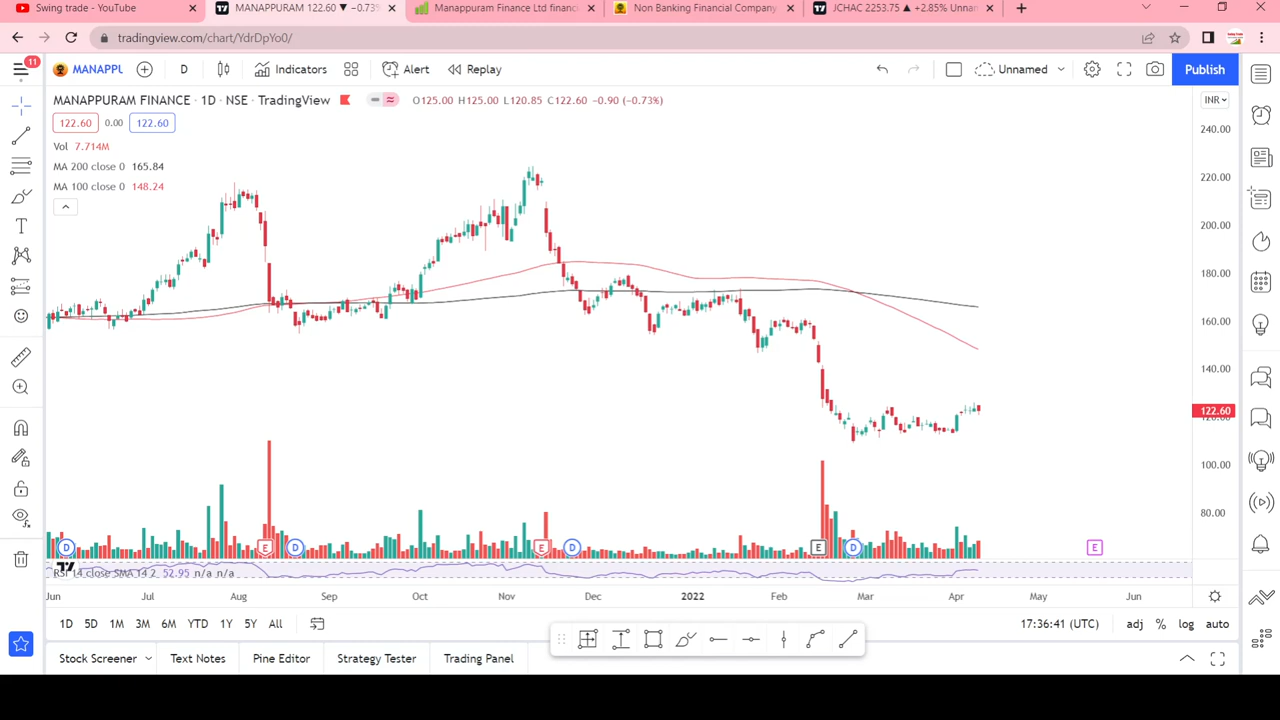 Swing trade - YouTube
MANAPPURAM 122.60 ▼ −0.73%
Manappuram Finance Ltd financ
Non Banking Financial Company
JCHAC 2253.75 ▲ +2.85% Unnan
tradingview.com/chart/YdrDpYo0/
11
MANAPPU
D
Indicators
Alert
Replay
Unnamed
Publish
MANAPPURAM FINANCE · 1D · NSE · TradingView
O125.00 H125.00 L120.85 C122.60 −0.90 (−0.73%)
INR
122.60
0.00
122.60
Vol 7.714M
MA 200 close 0 165.84
MA 100 close 0 148.24
240.00
220.00
200.00
180.00
160.00
140.00
122.60
120.00
100.00
80.00
D
E
D
E
D
E
D
E
RSI 14 close SMA 14 2 52.95 n/a n/a
Jun
Jul
Aug
Sep
Oct
Nov
Dec
2022
Feb
Mar
Apr
May
Jun
1D
5D
1M
3M
6M
YTD
1Y
5Y
All
17:36:41 (UTC)
adj
%
log
auto
Stock Screener
Text Notes
Pine Editor
Strategy Tester
Trading Panel